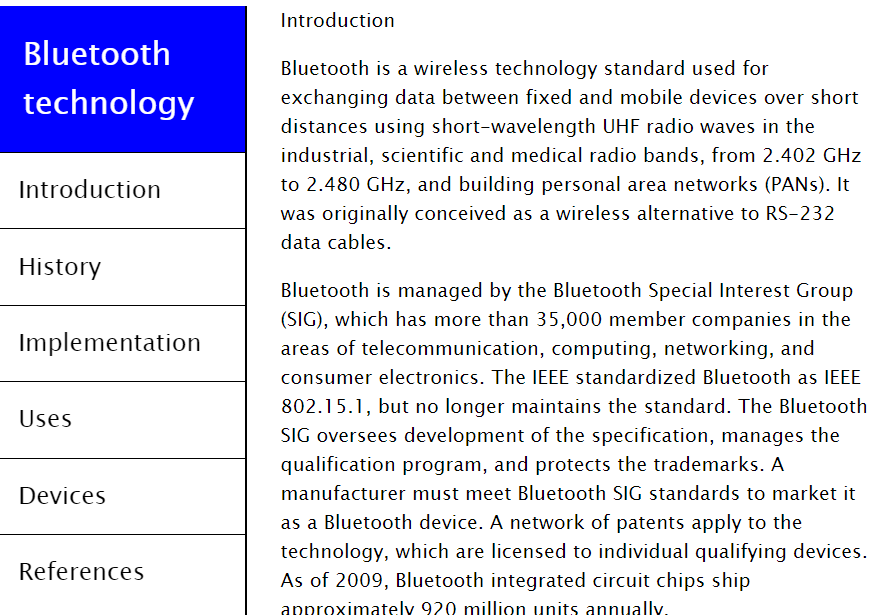 Bluetooth
technology
Introduction
History
Implementation
Uses
Devices
References
Introduction
Bluetooth is a wireless technology standard used for
exchanging data between fixed and mobile devices over short
distances using short-wavelength UHF radio waves in the
industrial, scientific and medical radio bands, from 2.402 GHz
to 2.480 GHz, and building personal area networks (PANs). It
was originally conceived as a wireless alternative to RS-232
data cables.
Bluetooth is managed by the Bluetooth Special Interest Group
(SIG), which has more than 35,000 member companies in the
areas of telecommunication, computing, networking, and
consumer electronics. The IEEE standardized Bluetooth as IEEE
802.15.1, but no longer maintains the standard. The Bluetooth
SIG oversees development of the specification, manages the
qualification program, and protects the trademarks. A
manufacturer must meet Bluetooth SIG standards to market it
as a Bluetooth device. A network of patents apply to the
technology, which are licensed to individual qualifying devices.
As of 2009, Bluetooth integrated circuit chips ship
approximately 920 million units annually.